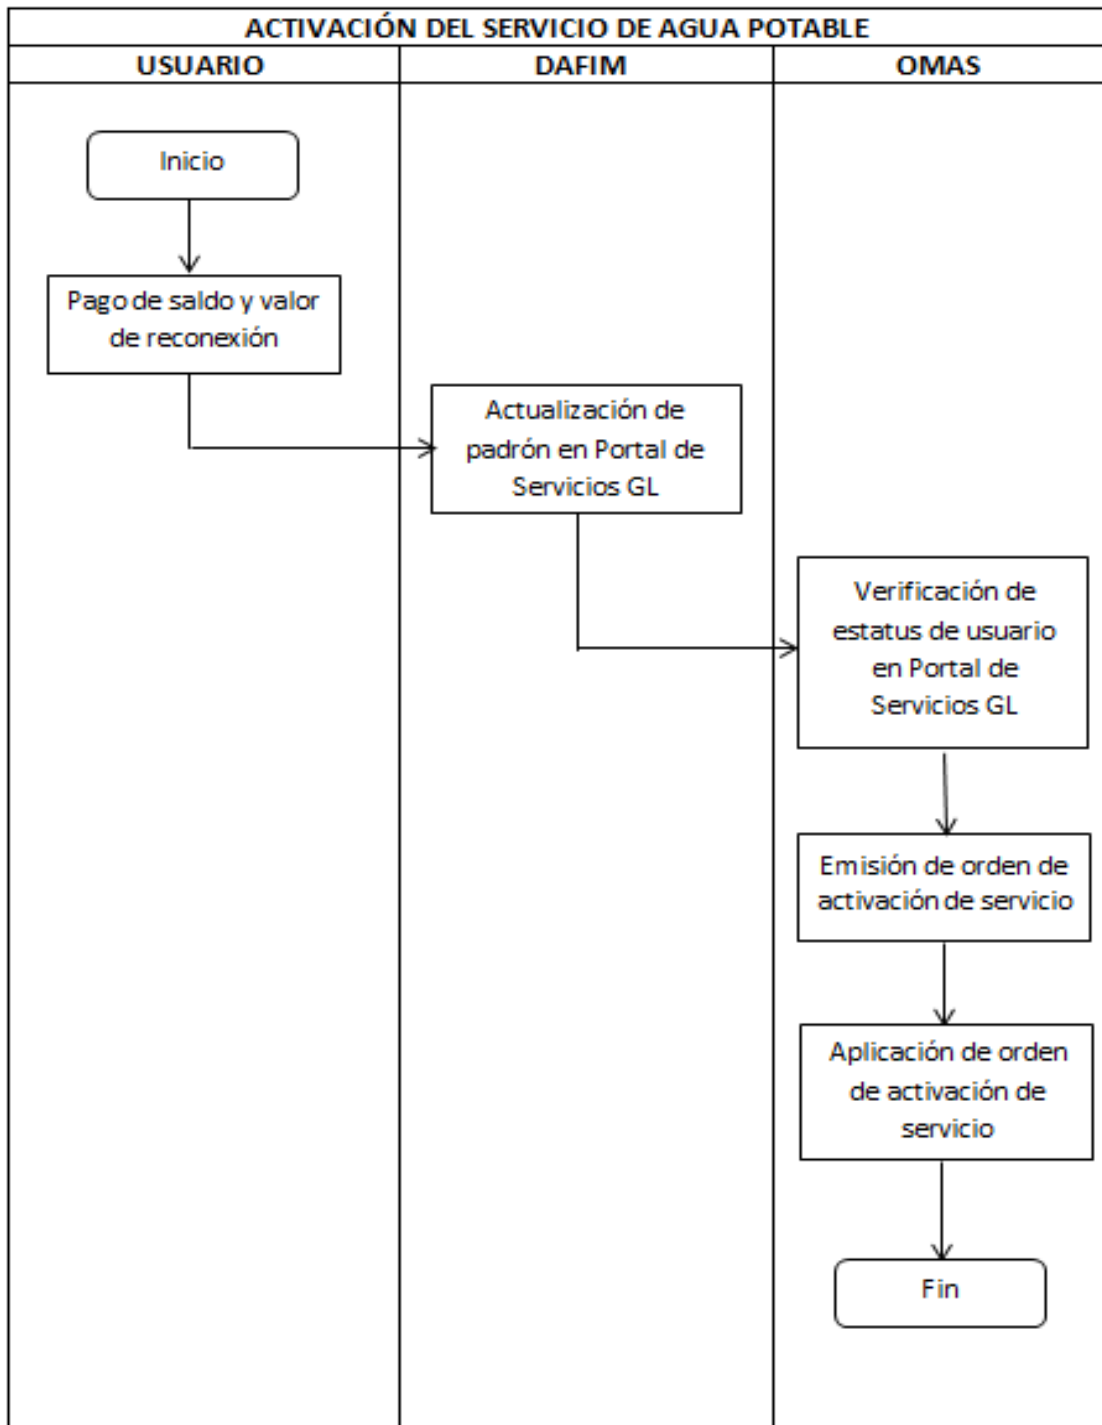 ACTIVACIÓN DEL SERVICIO DE AGUA POTABLE
USUARIO
DAFIM
OMAS
Inicio
Pago de saldo y valor
de reconexión
Actualización de
padrón en Portal de
Servicios GL
Verificación de
estatus de usuario
en Portal de
Servicios GL
Emisión de orden de
activación de servicio
Aplicación de orden
de activación de
servicio
Fin